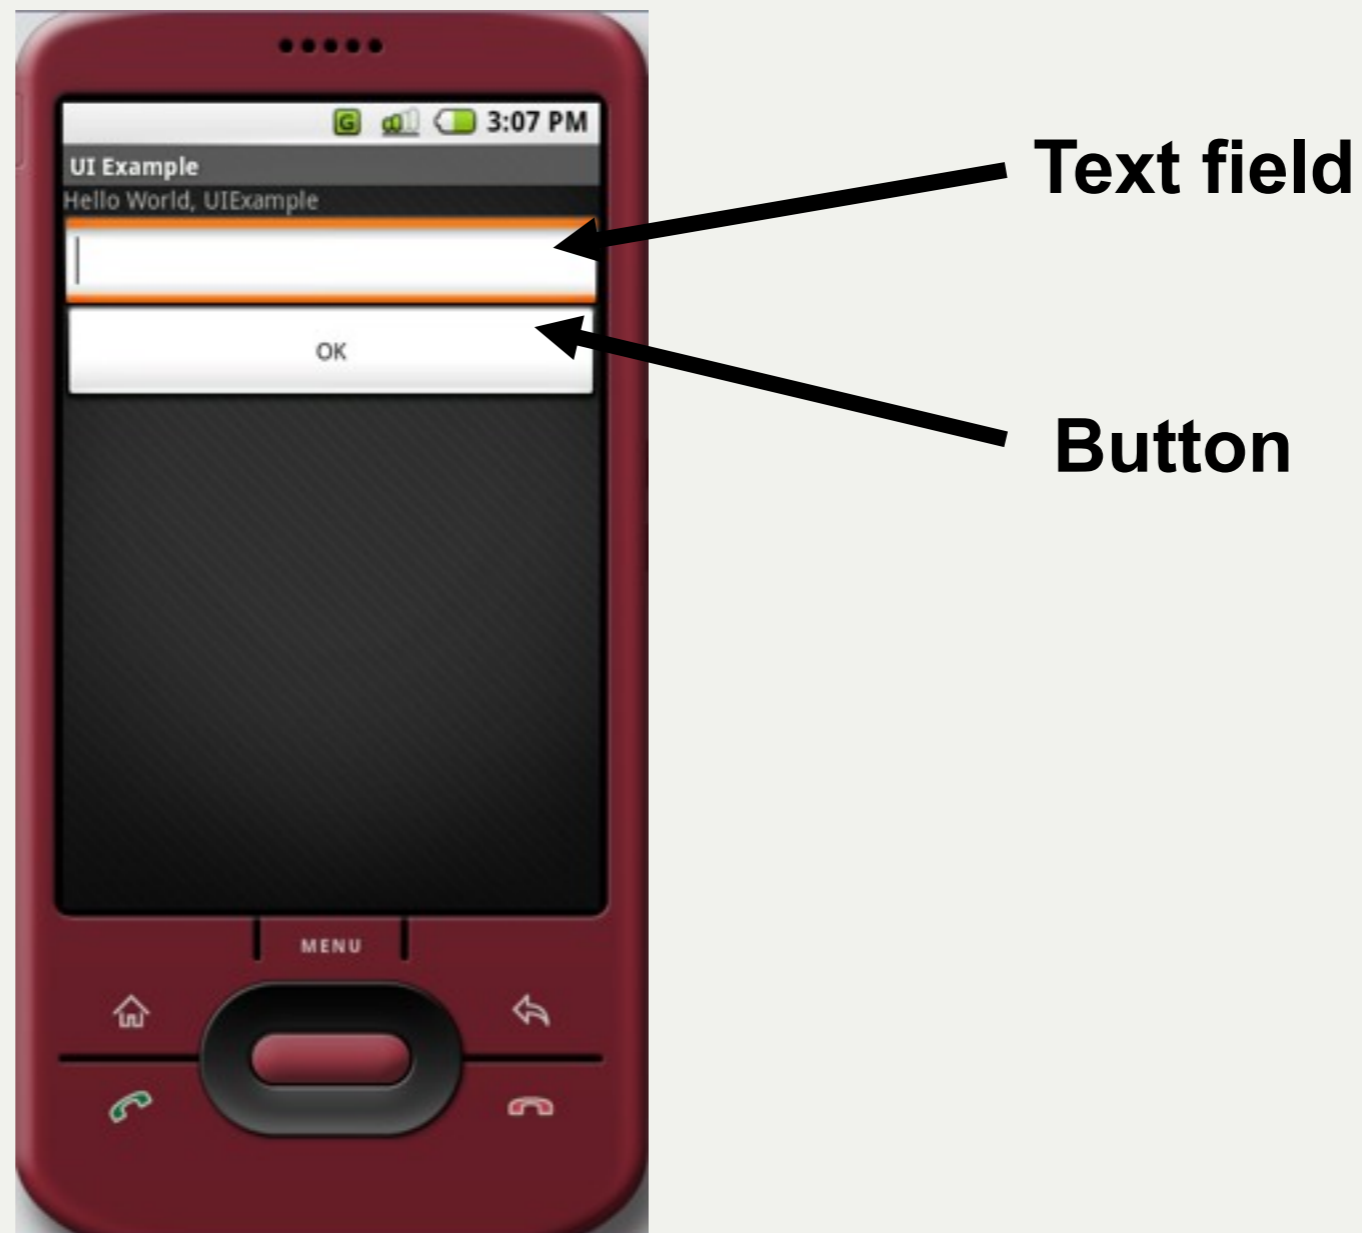 G 3:07 PM
UI Example
Hello World, UIExample
OK
MENU
Text field
Button